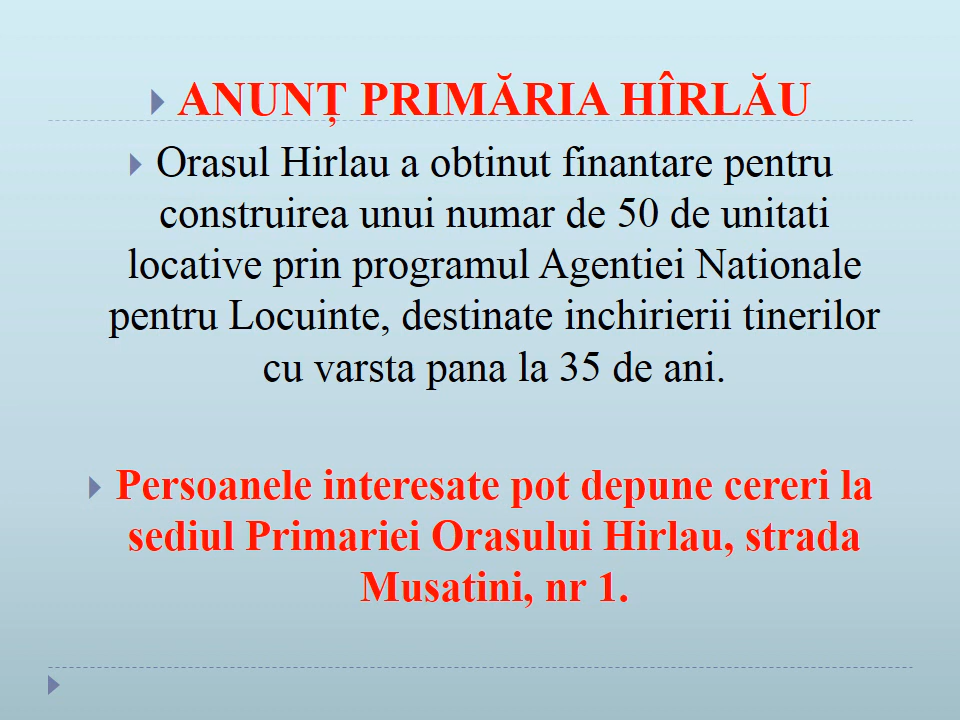 ANUNȚ PRIMĂRIA HÎRLĂU
Orasul Hirlau a obtinut finantare pentru
construirea unui numar de 50 de unitati
locative prin programul Agentiei Nationale
pentru Locuinte, destinate inchirierii tinerilor
cu varsta pana la 35 de ani.
Persoanele interesate pot depune cereri la
sediul Primariei Orasului Hirlau, strada
Musatini, nr 1.